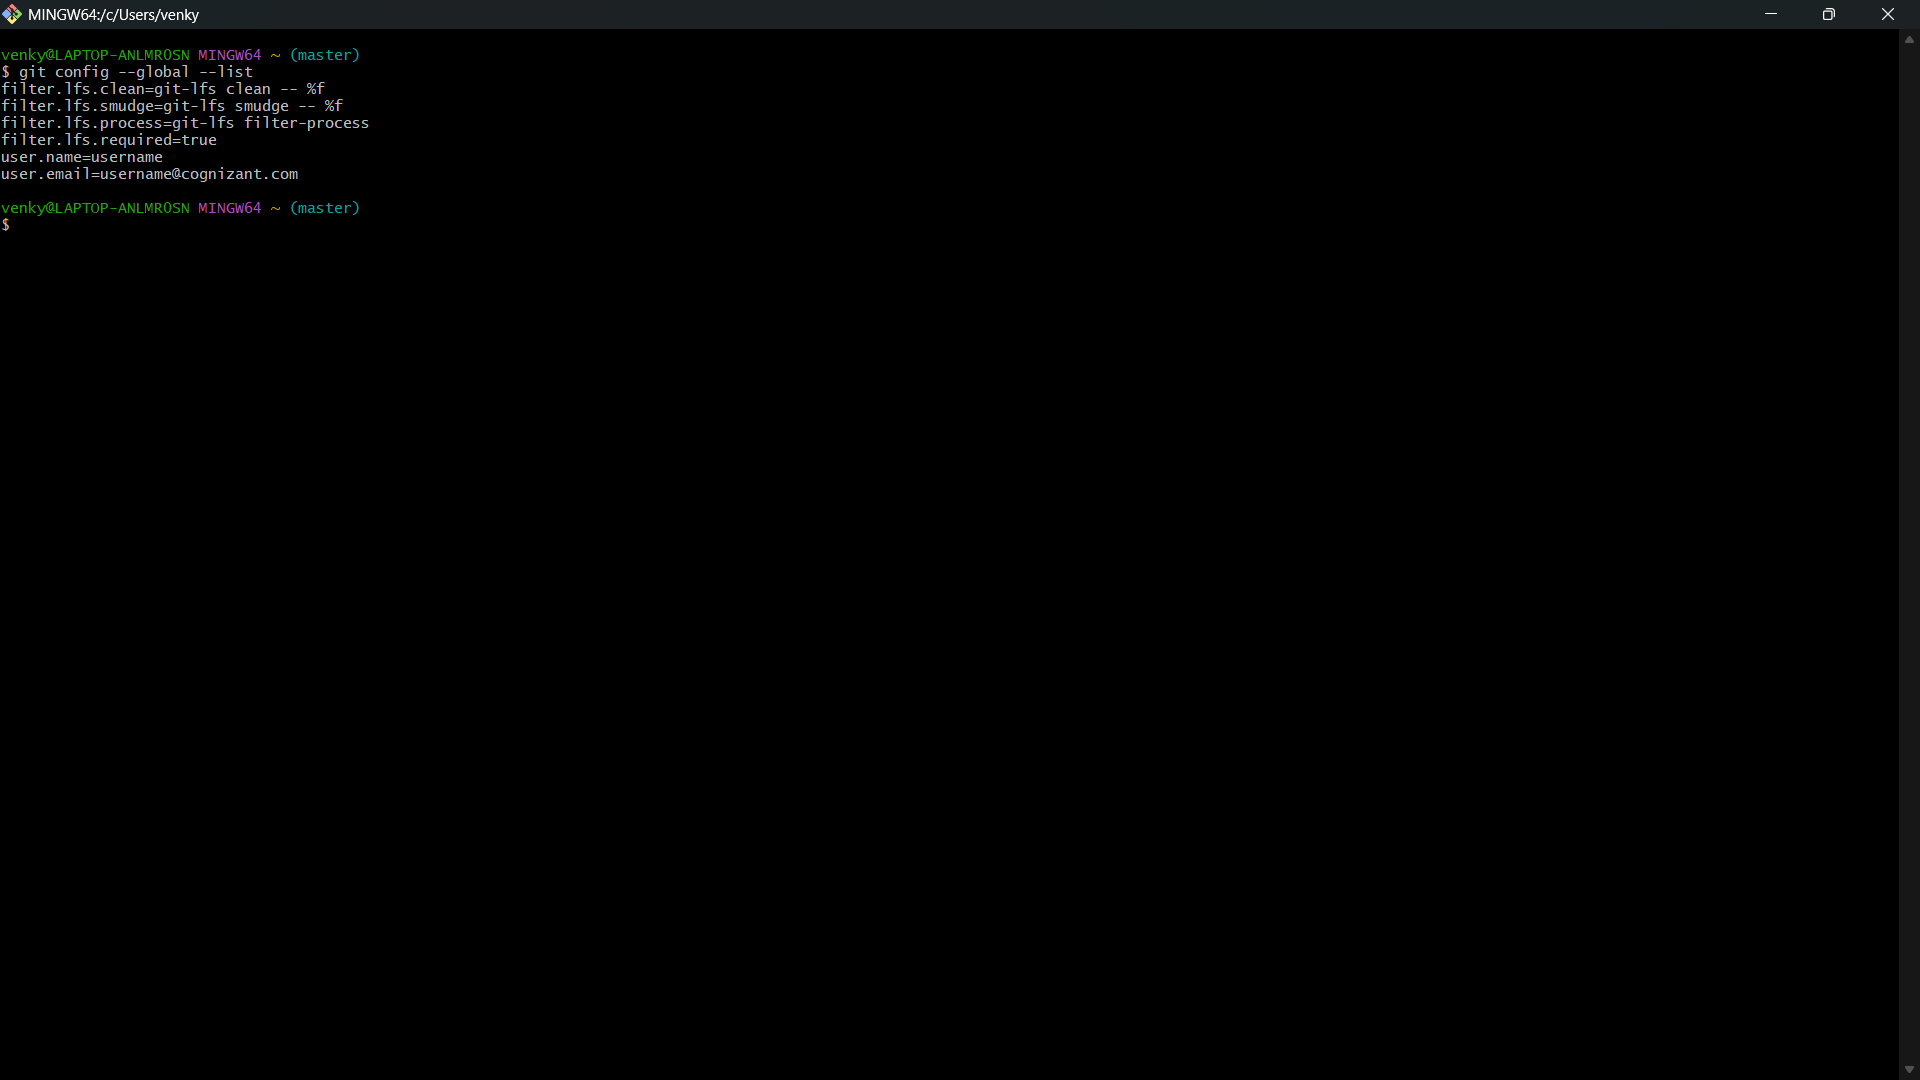 MINGW64:/c/Users/venky
venky@LAPTOP-ANLMROSN MINGW64 ~ (master)
$ git config --global --list
filter.lfs.clean=git-lfs clean -- %f
filter.lfs.smudge=git-lfs smudge -- %f
filter.lfs.process=git-lfs filter-process
filter.lfs.required=true
user.name=username
user.email=username@cognizant.com
venky@LAPTOP-ANLMROSN MINGW64 ~ (master)
$